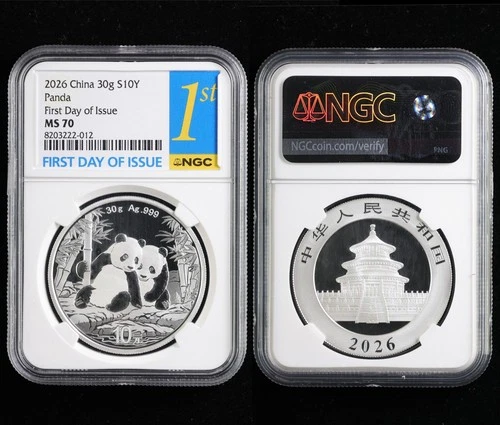 2026 China 30g S10Y
Panda
First Day of Issue
MS 70
8203222-012
1st
FIRST DAY OF ISSUE
NGC
30g Ag.999
10元
NGC
NGCcoin.com/verify
FNG
中华人民共和国
2026